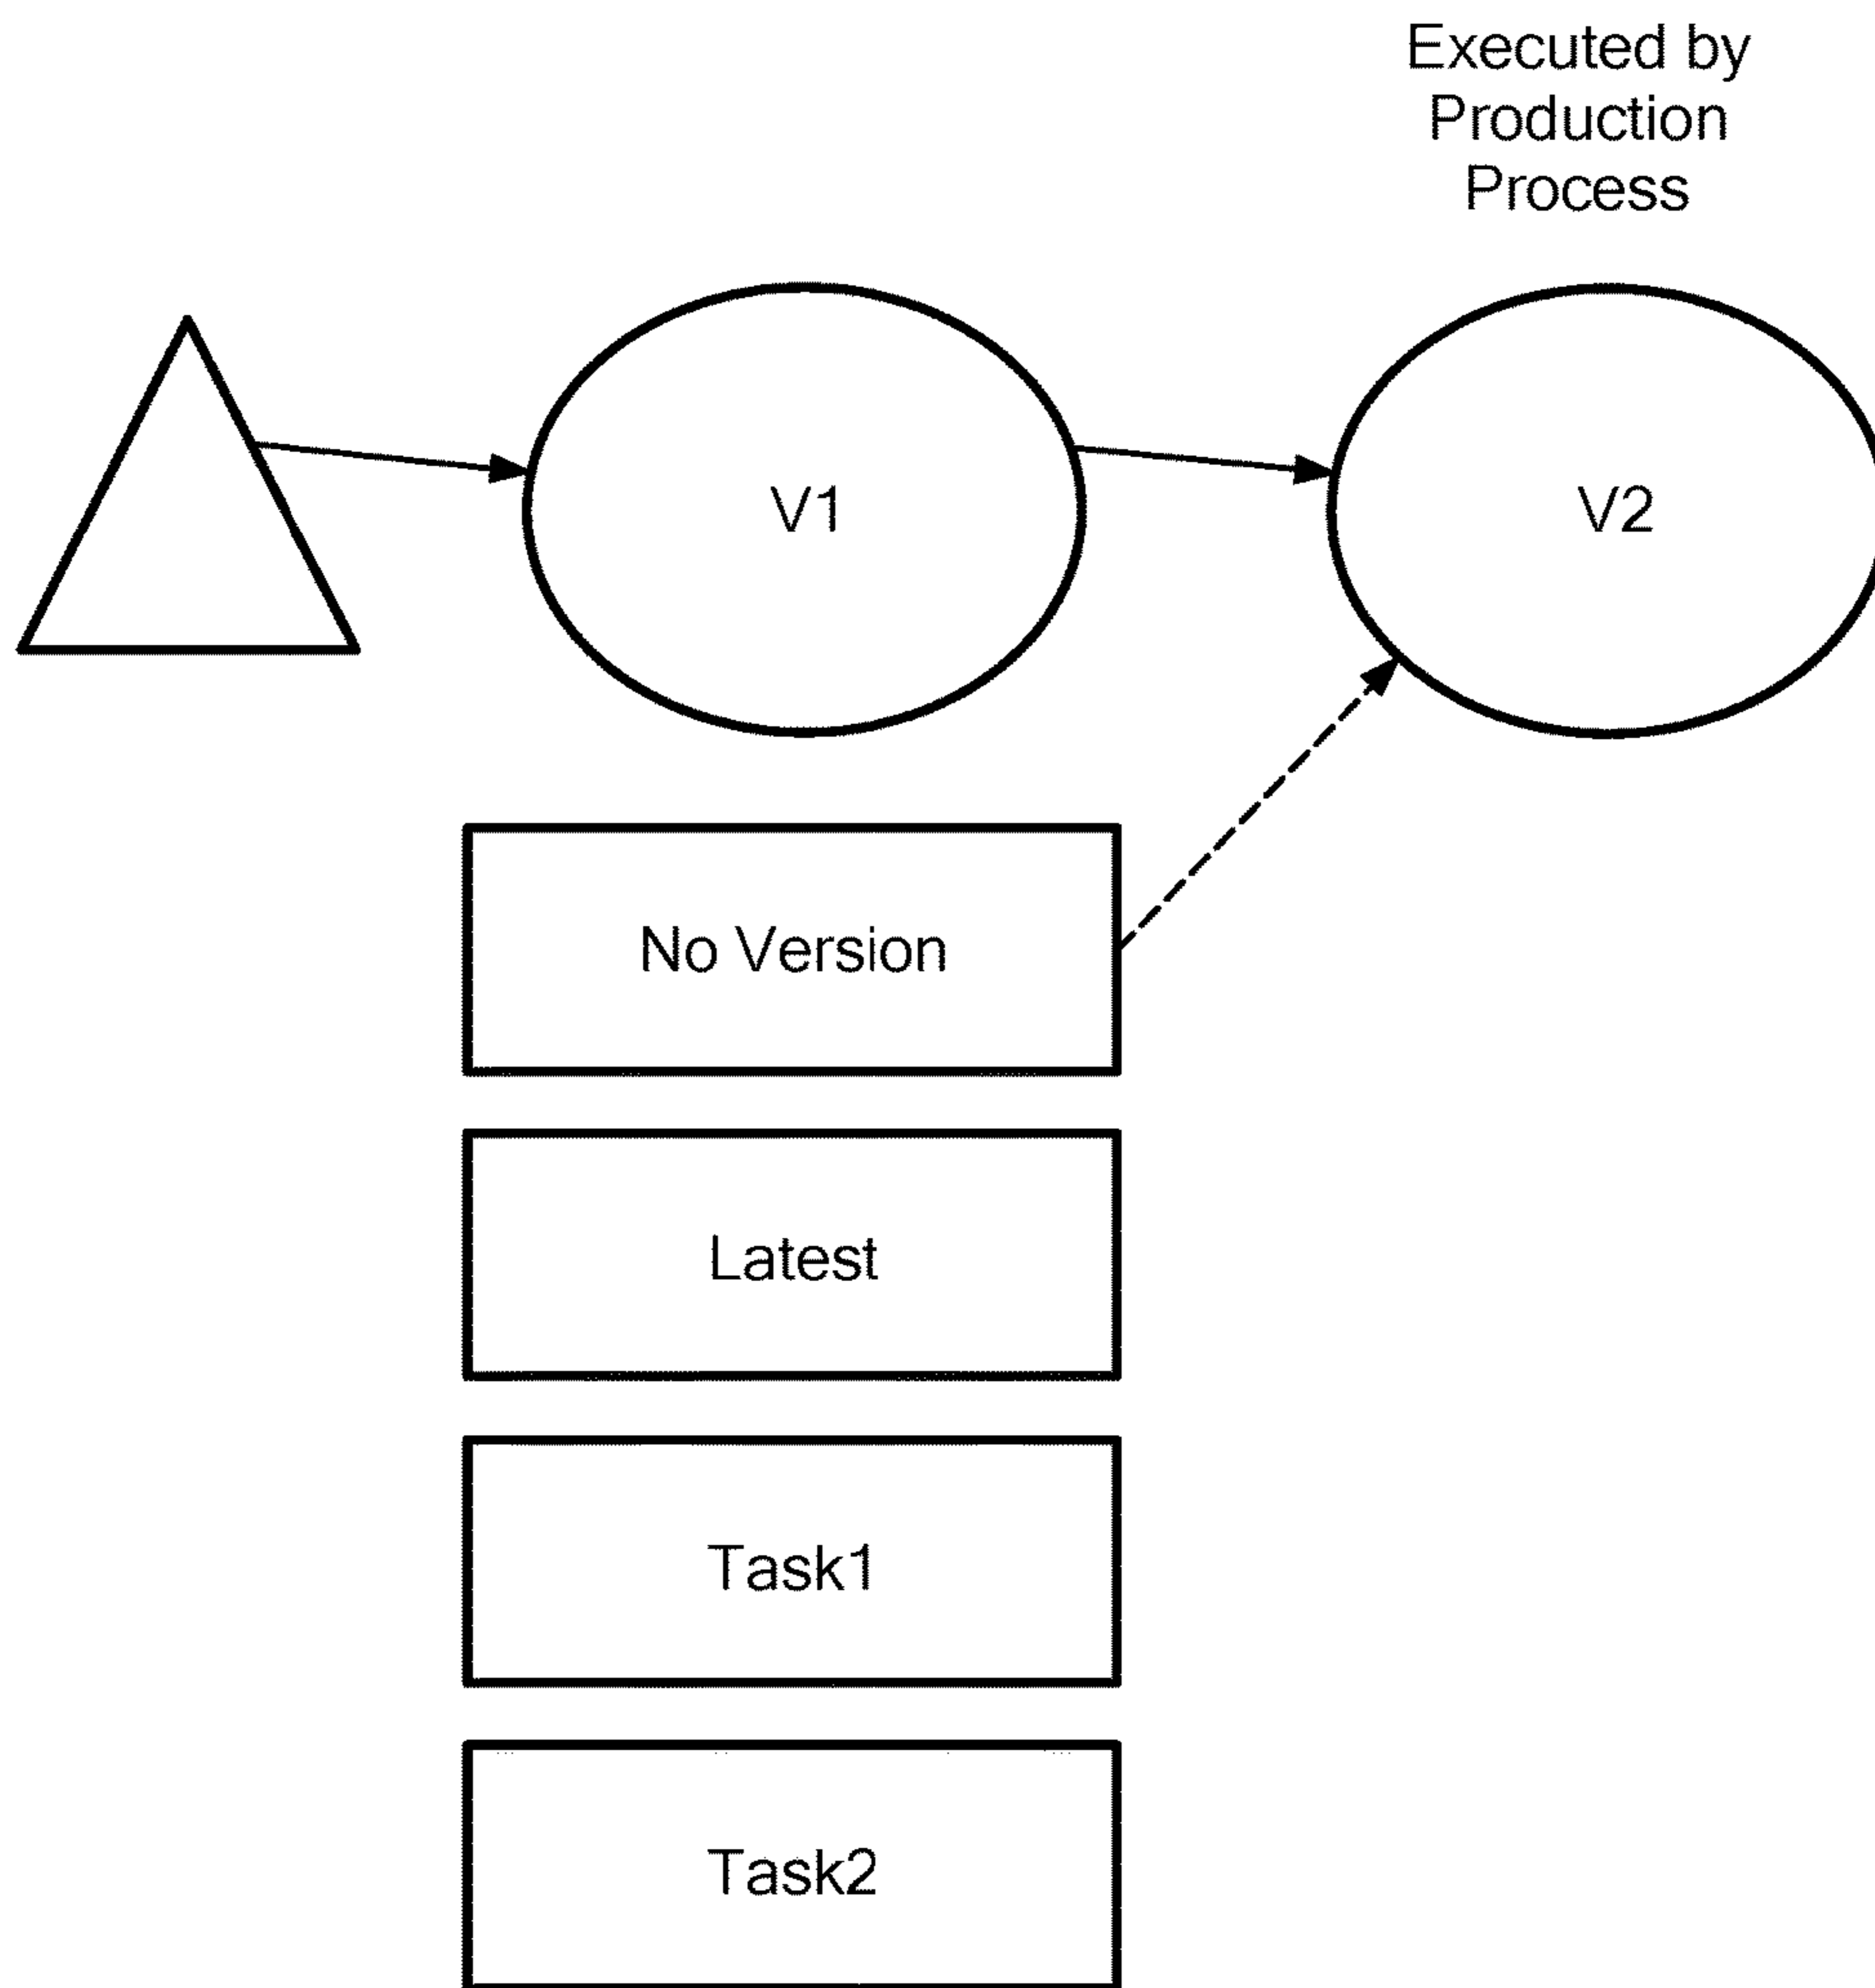 Executed by
Production
Process
V1
V2
No Version
Latest
Task1
Task2